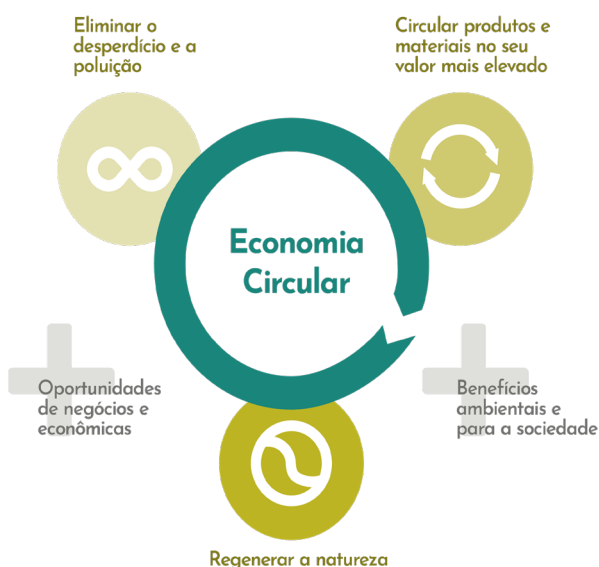 Eliminar o
desperdício e a
poluição
Circular produtos e
materiais no seu
valor mais elevado
Economia
Circular
Oportunidades
de negócios e
econômicas
Benefícios
ambientais e
para a sociedade
Regenerar a natureza